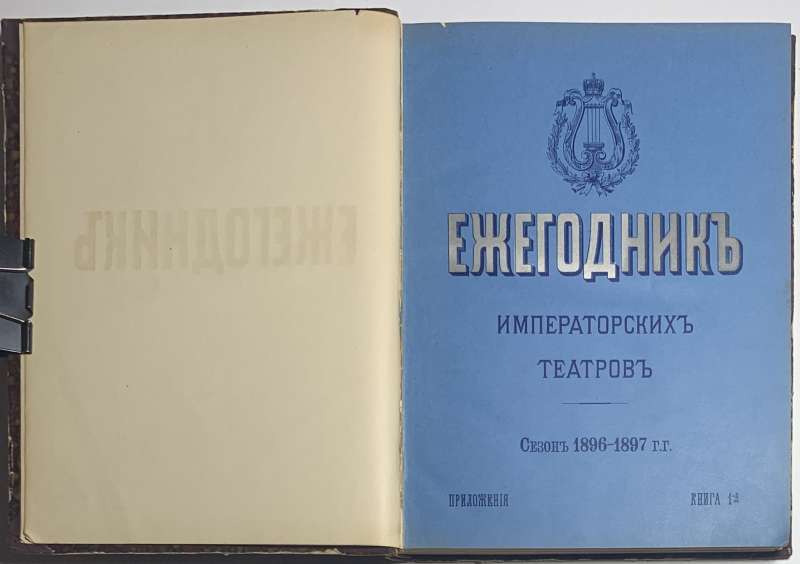 ЕЖЕГОДНИКЪ
ИМПЕРАТОРСКИХЪ
ТЕАТРОВЪ
Сезонъ 1896-1897 г.г.
ПРИЛОЖЕНІЯ КНИГА 1-я